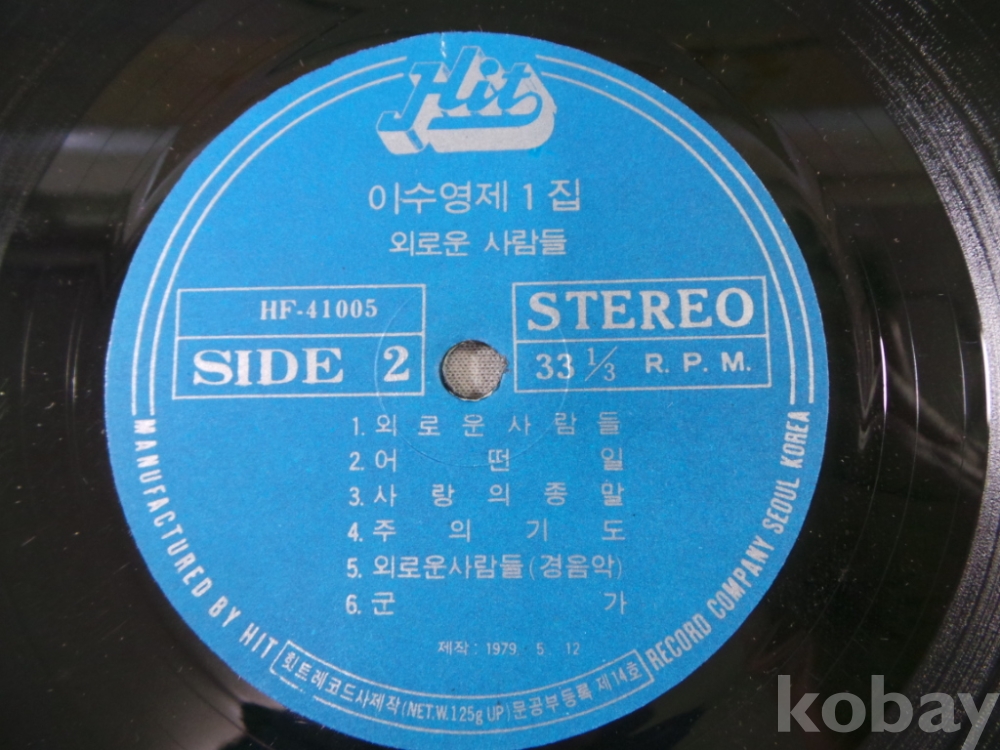 Hit
이수영제 1 집
외로운 사람들
HF-41005
SIDE 2
STEREO
33 1/3 R. P. M.
1. 외로운사람들
2. 어떤일
3. 사랑의종말
4. 주의기도
5. 외로운사람들(경음악)
6. 군가
제작: 1979. 5. 12
MANUFACTURED BY HIT RECORD COMPANY SEOUL KOREA
힛트레코드사제작(NET.W.125g UP)문공부등록 제14호
kobay